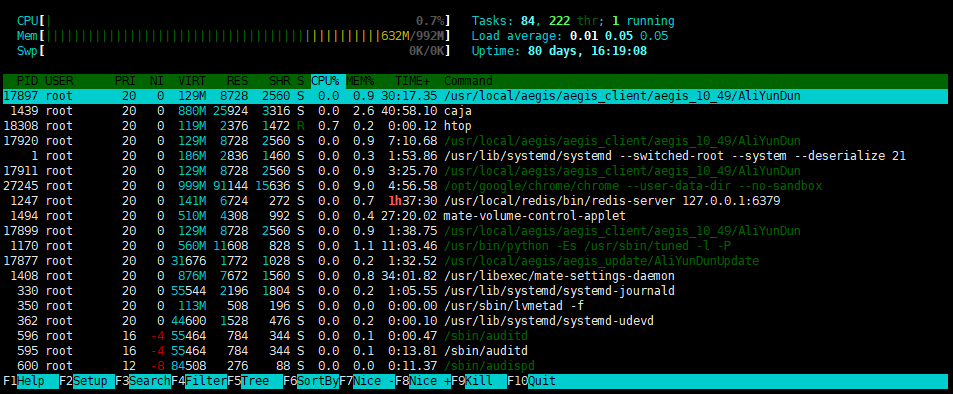 CPU[| 0.7%] Tasks: 84, 222 thr; 1 running
Mem[||||||||||||||||||||||||||||||||||||||||||||||||||632M/992M] Load average: 0.01 0.05 0.05
Swp[ 0K/0K] Uptime: 80 days, 16:19:08
PID USER PRI NI VIRT RES SHR S CPU% MEM% TIME+ Command
17897 root 20 0 129M 8728 2560 S 0.0 0.9 30:17.35 /usr/local/aegis/aegis_client/aegis_10_49/AliYunDun
1439 root 20 0 880M 25924 3316 S 0.0 2.6 40:58.10 caja
18308 root 20 0 119M 2376 1472 R 0.7 0.2 0:00.12 htop
17920 root 20 0 129M 8728 2560 S 0.0 0.9 7:10.68 /usr/local/aegis/aegis_client/aegis_10_49/AliYunDun
1 root 20 0 186M 2836 1460 S 0.0 0.3 1:53.86 /usr/lib/systemd/systemd --switched-root --system --deserialize 21
17911 root 20 0 129M 8728 2560 S 0.0 0.9 3:25.70 /usr/local/aegis/aegis_client/aegis_10_49/AliYunDun
27245 root 20 0 999M 91144 15636 S 0.0 9.0 4:56.58 /opt/google/chrome/chrome --user-data-dir --no-sandbox
1247 root 20 0 141M 6724 272 S 0.0 0.7 1h37:30 /usr/local/redis/bin/redis-server 127.0.0.1:6379
1494 root 20 0 510M 4308 992 S 0.0 0.4 27:20.02 mate-volume-control-applet
17899 root 20 0 129M 8728 2560 S 0.0 0.9 1:38.75 /usr/local/aegis/aegis_client/aegis_10_49/AliYunDun
1170 root 20 0 560M 11608 828 S 0.0 1.1 11:03.46 /usr/bin/python -Es /usr/sbin/tuned -l -P
17877 root 20 0 31676 1772 1028 S 0.0 0.2 1:32.52 /usr/local/aegis/aegis_update/AliYunDunUpdate
1408 root 20 0 876M 7672 1560 S 0.0 0.8 34:01.82 /usr/libexec/mate-settings-daemon
330 root 20 0 55544 2196 1804 S 0.0 0.2 1:05.55 /usr/lib/systemd/systemd-journald
350 root 20 0 113M 508 196 S 0.0 0.0 0:00.00 /usr/sbin/lvmetad -f
362 root 20 0 44600 1528 476 S 0.0 0.2 0:00.10 /usr/lib/systemd/systemd-udevd
596 root 16 -4 55464 784 344 S 0.0 0.1 0:00.47 /sbin/auditd
595 root 16 -4 55464 784 344 S 0.0 0.1 0:13.81 /sbin/auditd
600 root 12 -8 84508 276 88 S 0.0 0.0 0:11.37 /sbin/audispd
F1Help F2Setup F3SearchF4FilterF5Tree F6SortByF7Nice -F8Nice +F9Kill F10Quit